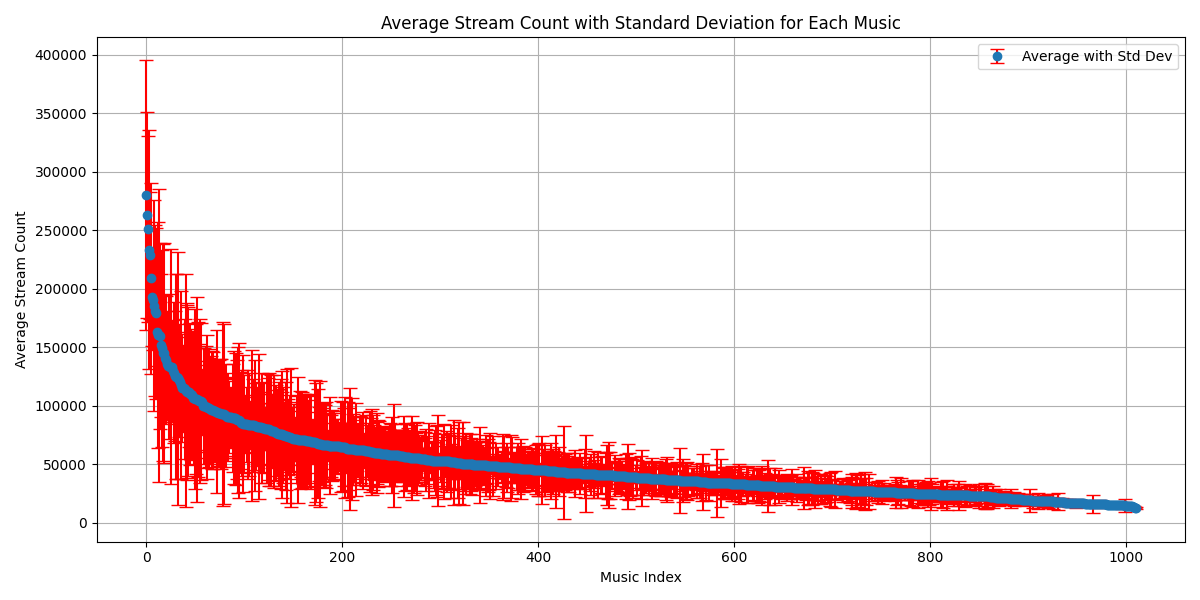 Average Stream Count with Standard Deviation for Each Music
Average with Std Dev
Average Stream Count
400000
350000
300000
250000
200000
150000
100000
50000
0
0 200 400 600 800 1000
Music Index